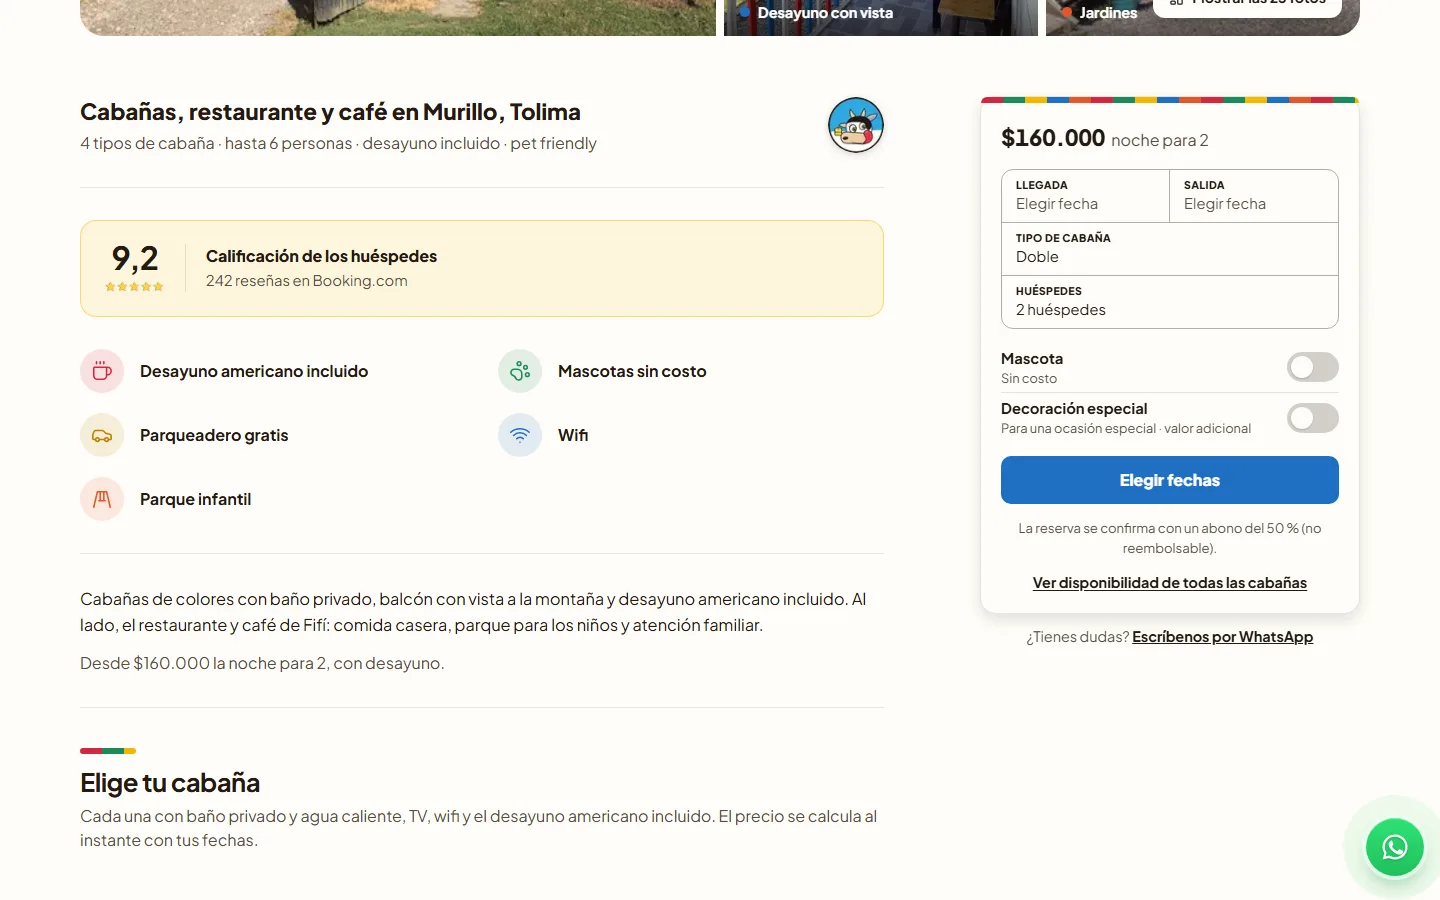 Desayuno con vista
Jardines
Cabañas, restaurante y café en Murillo, Tolima
4 tipos de cabaña · hasta 6 personas · desayuno incluido · pet friendly
9,2
Calificación de los huéspedes
242 reseñas en Booking.com
Desayuno americano incluido
Mascotas sin costo
Parqueadero gratis
Wifi
Parque infantil
Cabañas de colores con baño privado, balcón con vista a la montaña y desayuno americano incluido. Al
lado, el restaurante y café de Fifí: comida casera, parque para los niños y atención familiar.
Desde $160.000 la noche para 2, con desayuno.
Elige tu cabaña
Cada una con baño privado y agua caliente, TV, wifi y el desayuno americano incluido. El precio se calcula al
instante con tus fechas.
$160.000 noche para 2
LLEGADA
Elegir fecha
SALIDA
Elegir fecha
TIPO DE CABAÑA
Doble
HUÉSPEDES
2 huéspedes
Mascota
Sin costo
Decoración especial
Para una ocasión especial · valor adicional
Elegir fechas
La reserva se confirma con un abono del 50 % (no
reembolsable).
Ver disponibilidad de todas las cabañas
¿Tienes dudas? Escríbenos por WhatsApp